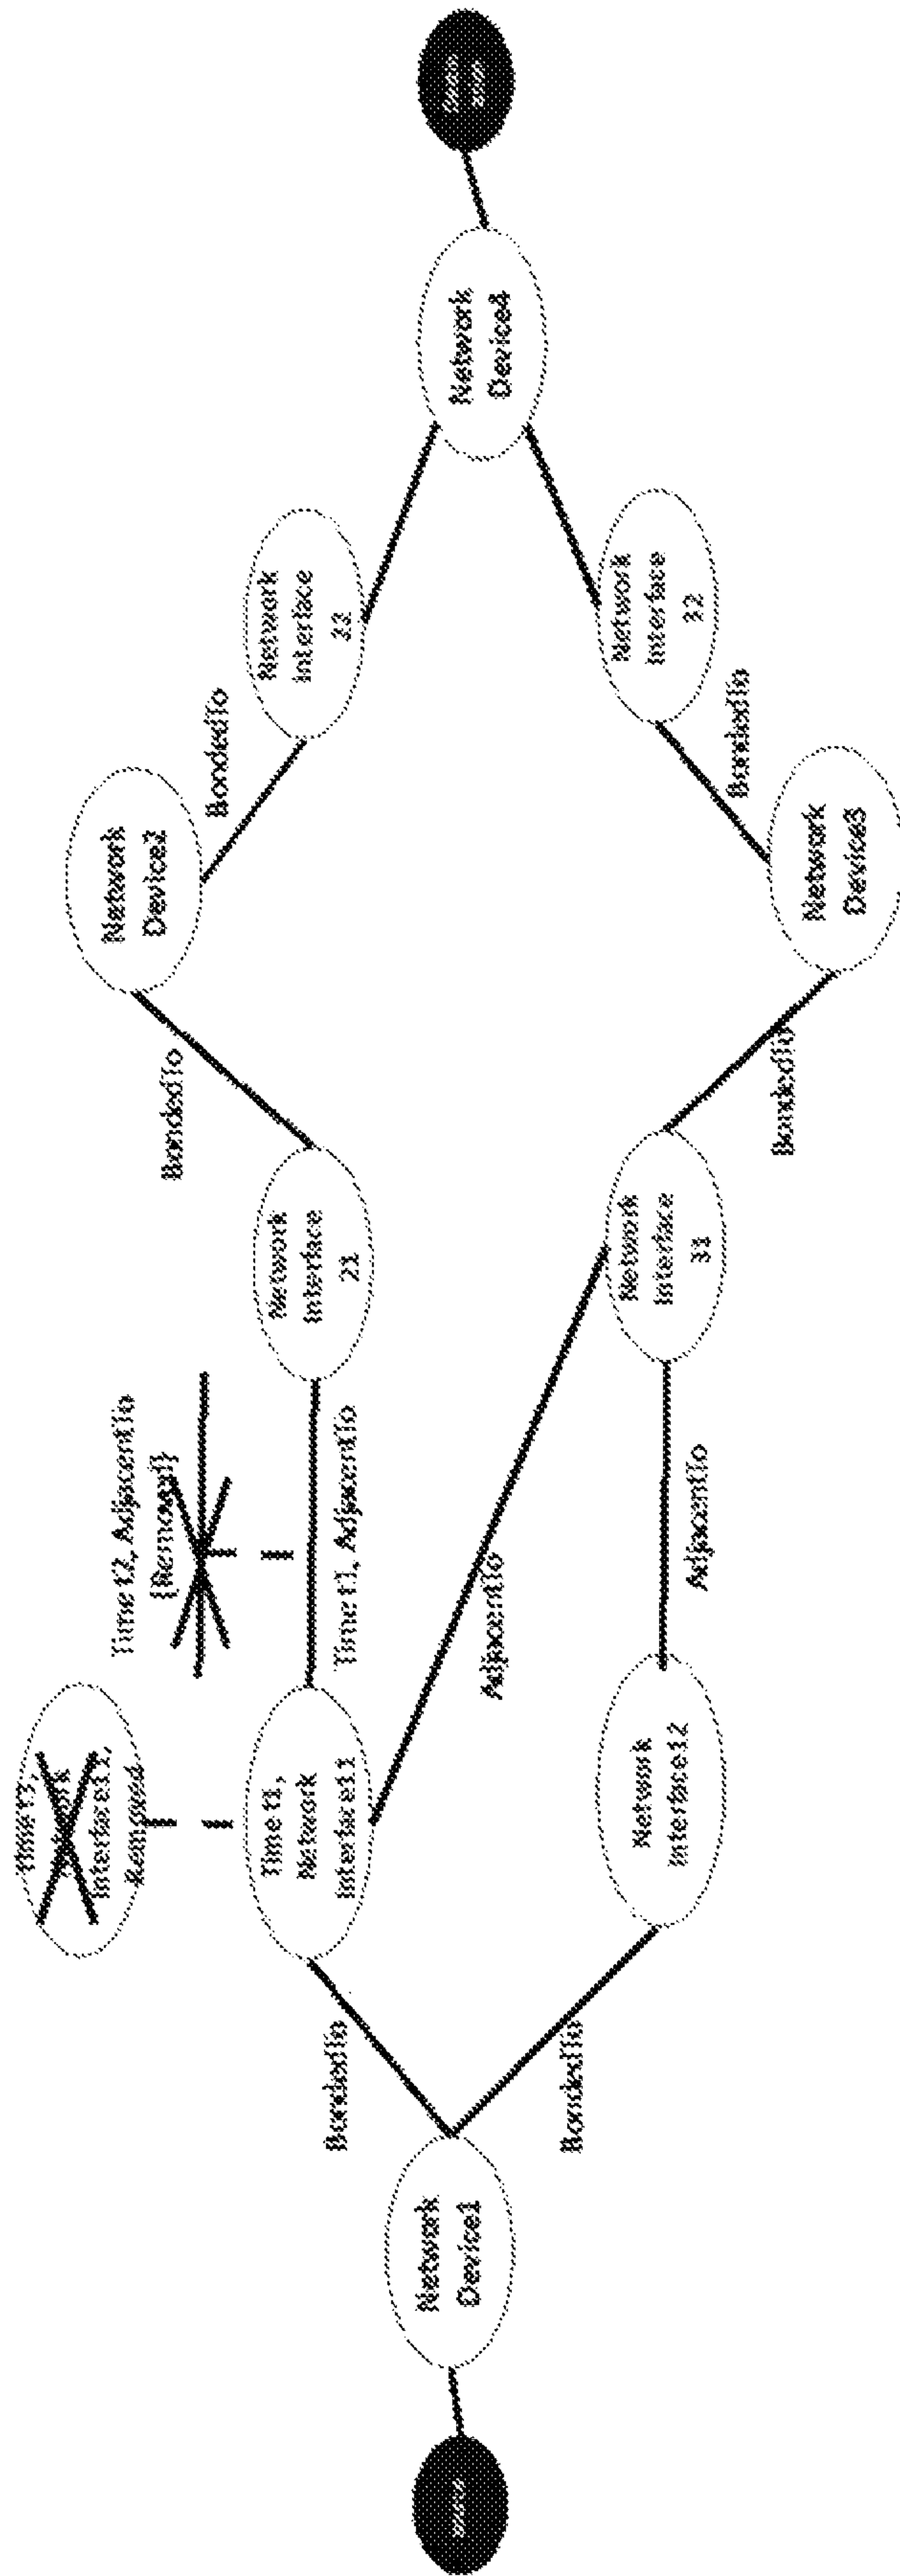 Time t3,
Interface11,
Removed
Time t2, AdjacentTo
[Removed]
Network
Device2
BondedTo
BondedTo
Time t1,
Network
Interface11
Time t1, AdjacentTo
Network
Interface
21
Network
Interface
BondedTo
Network
Device1
AdjacentTo
Network
Device4
BondedTo
Network
Interface12
AdjacentTo
Network
Interface
31
Network
Interface
32
BondedTo
BondedTo
Network
Device3